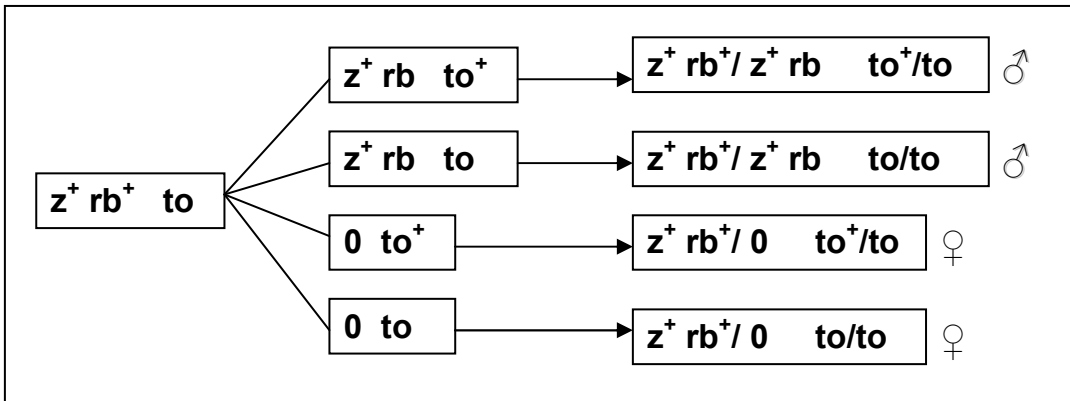 z⁺ rb⁺ to
z⁺ rb to⁺
z⁺ rb⁺/ z⁺ rb to⁺/to ♂
z⁺ rb to
z⁺ rb⁺/ z⁺ rb to/to ♂
0 to⁺
z⁺ rb⁺/ 0 to⁺/to ♀
0 to
z⁺ rb⁺/ 0 to/to ♀